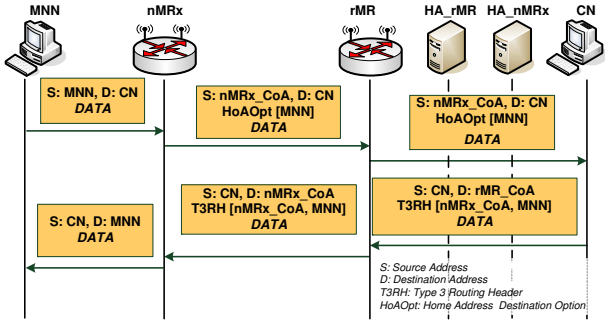 MNN
nMRx
rMR
HA_rMR
HA_nMRx
CN
S: MNN, D: CN
DATA
S: nMRx_CoA, D: CN
HoAOpt [MNN]
DATA
S: nMRx_CoA, D: CN
HoAOpt [MNN]
DATA
S: CN, D: rMR_CoA
T3RH [nMRx_CoA, MNN]
DATA
S: CN, D: nMRx_CoA
T3RH [nMRx_CoA, MNN]
DATA
S: CN, D: MNN
DATA
S: Source Address
D: Destination Address
T3RH: Type 3 Routing Header
HoAOpt: Home Address Destination Option